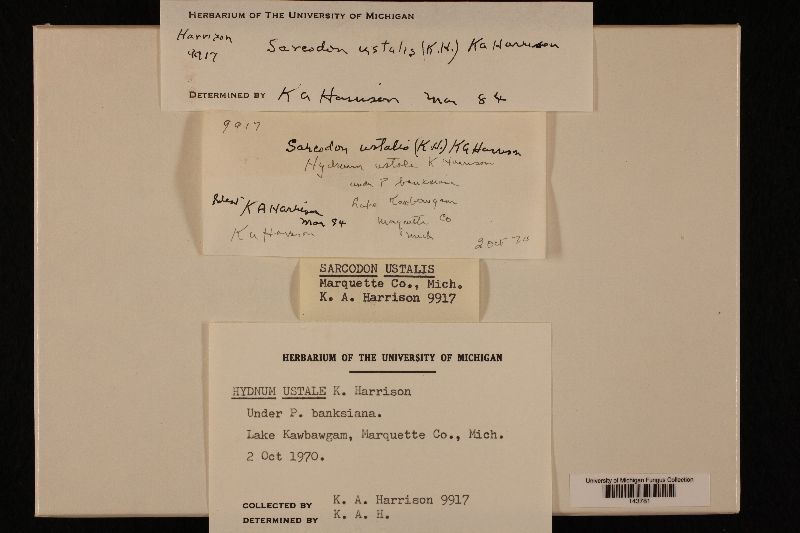 HERBARIUM OF THE UNIVERSITY OF MICHIGAN
Harrison
9917
Sarcodon ustalis (K.H.) Ka Harrison
DETERMINED BY K A Harrison Mar 84
9917
Sarcodon ustalis (K H.) K A Harrison
Hydnum ustale K Harrison
under P banksiana
Lake Kawbawgam
K A Harrison
Mar 84
Marquette Co
Mich
K A Harrison
2 Oct 70
SARCODON USTALIS
Marquette Co., Mich.
K. A. Harrison 9917
HERBARIUM OF THE UNIVERSITY OF MICHIGAN
HYDNUM USTALE K. Harrison
Under P. banksiana.
Lake Kawbawgam, Marquette Co., Mich.
2 Oct 1970.
COLLECTED BY K. A. Harrison 9917
DETERMINED BY K. A. H.
University of Michigan Fungus Collection